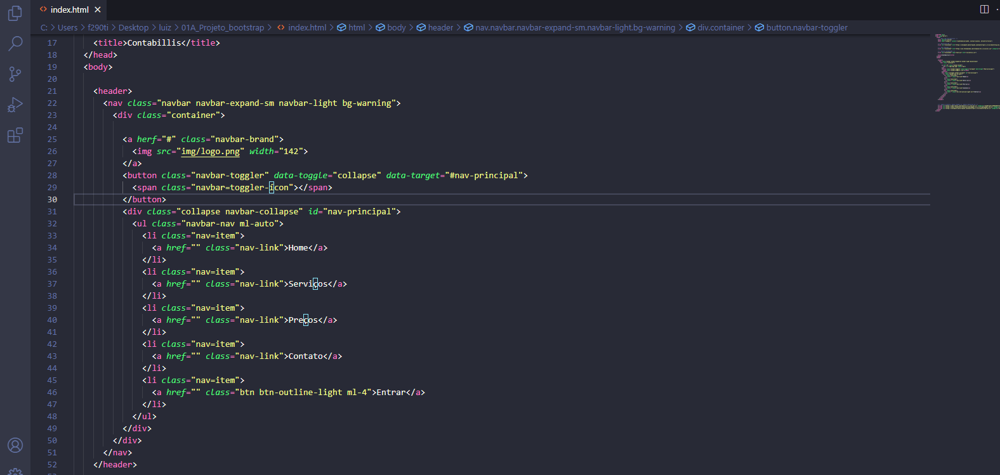 index.html
C: > Users > f290ti > Desktop > luiz > 01A_Projeto_bootstrap > index.html > html > body > header > nav.navbar.navbar-expand-sm.navbar-light.bg-warning > div.container > button.navbar-toggler
17 <title>Contabillis</title>
18 </head>
19 <body>
20
21 <header>
22 <nav class="navbar navbar-expand-sm navbar-light bg-warning">
23 <div class="container">
24
25 <a herf="#" class="navbar-brand">
26 <img src="img/logo.png" width="142">
27 </a>
28 <button class="navbar-toggler" data-toggle="collapse" data-target="#nav-principal">
29 <span class="navbar=toggler-ícon"></span>
30 </button>
31 <div class="collapse navbar-collapse" id="nav-principal">
32 <ul class="navbar-nav ml-auto">
33 <li class="nav=item">
34 <a href="" class="nav-link">Home</a>
35 </li>
36 <li class="nav=item">
37 <a href="" class="nav-link">Serviços</a>
38 </li>
39 <li class="nav=item">
40 <a href="" class="nav-link">Preços</a>
41 </li>
42 <li class="nav=item">
43 <a href="" class="nav-link">Contato</a>
44 </li>
45 <li class="nav=item">
46 <a href="" class="btn btn-outline-light ml-4">Entrar</a>
47 </li>
48 </ul>
49 </div>
50 </div>
51 </nav>
52 </header>